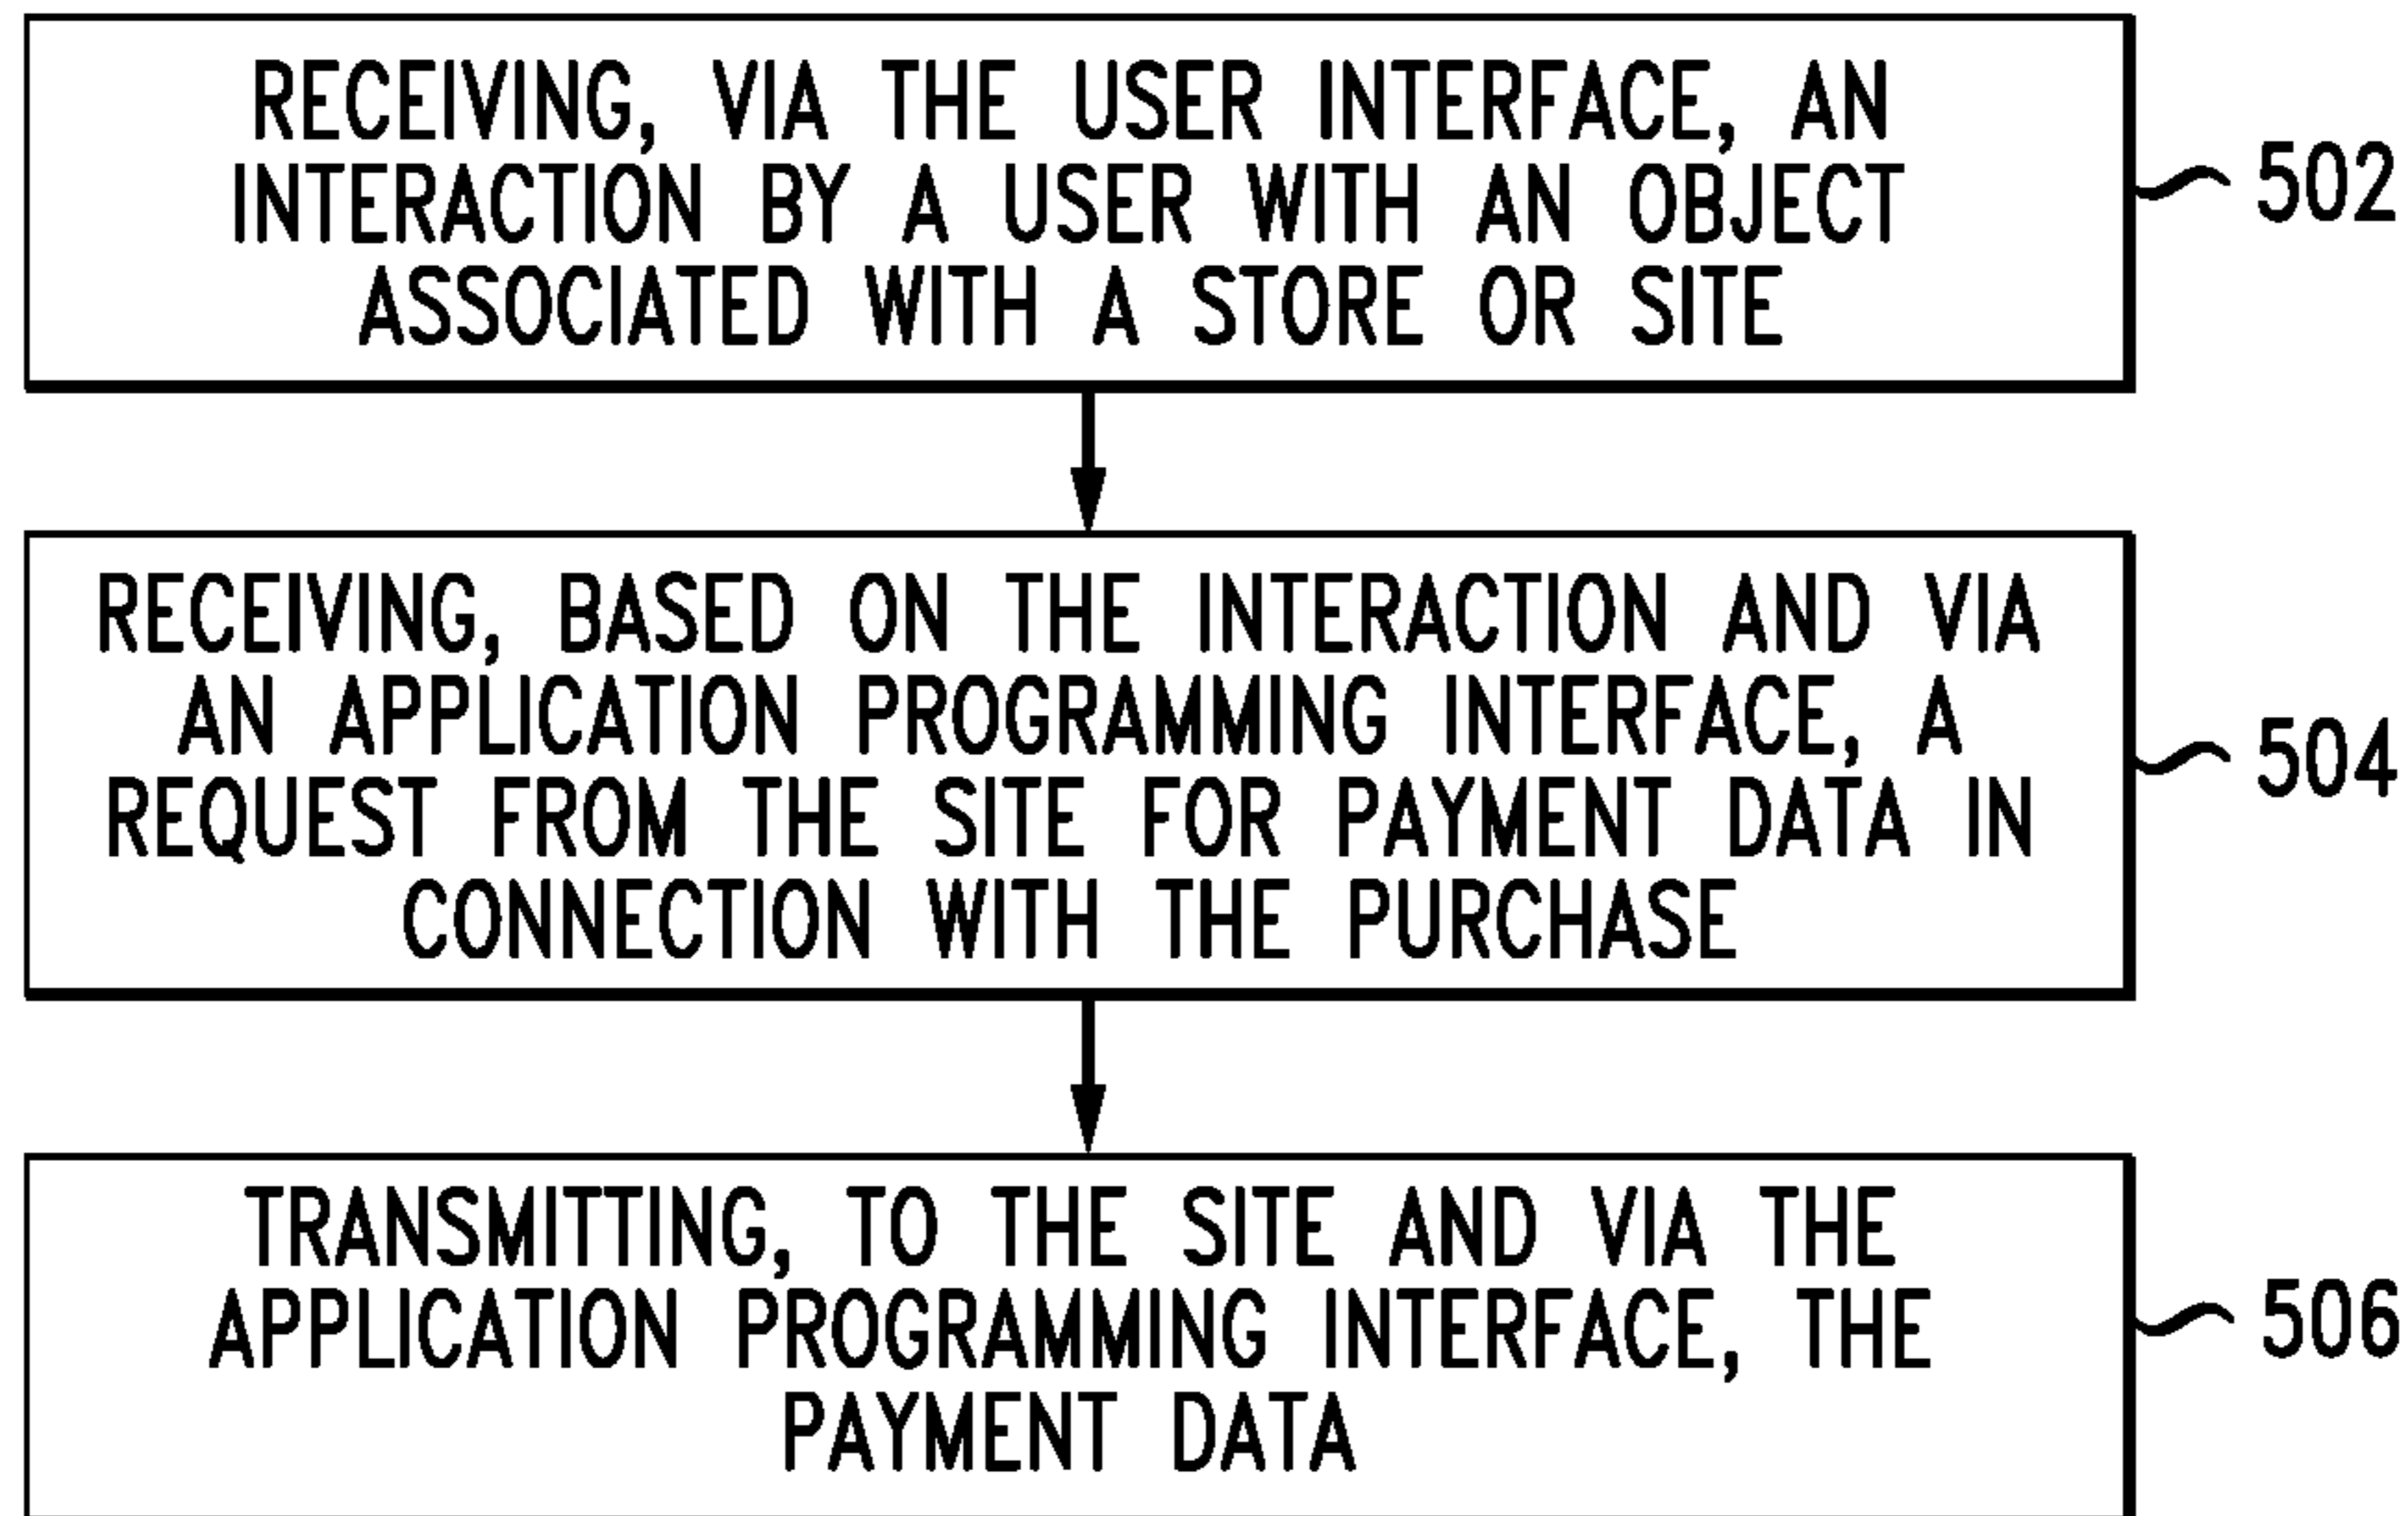 RECEIVING, VIA THE USER INTERFACE, AN
INTERACTION BY A USER WITH AN OBJECT
ASSOCIATED WITH A STORE OR SITE
502
RECEIVING, BASED ON THE INTERACTION AND VIA
AN APPLICATION PROGRAMMING INTERFACE, A
REQUEST FROM THE SITE FOR PAYMENT DATA IN
CONNECTION WITH THE PURCHASE
504
TRANSMITTING, TO THE SITE AND VIA THE
APPLICATION PROGRAMMING INTERFACE, THE
PAYMENT DATA
506